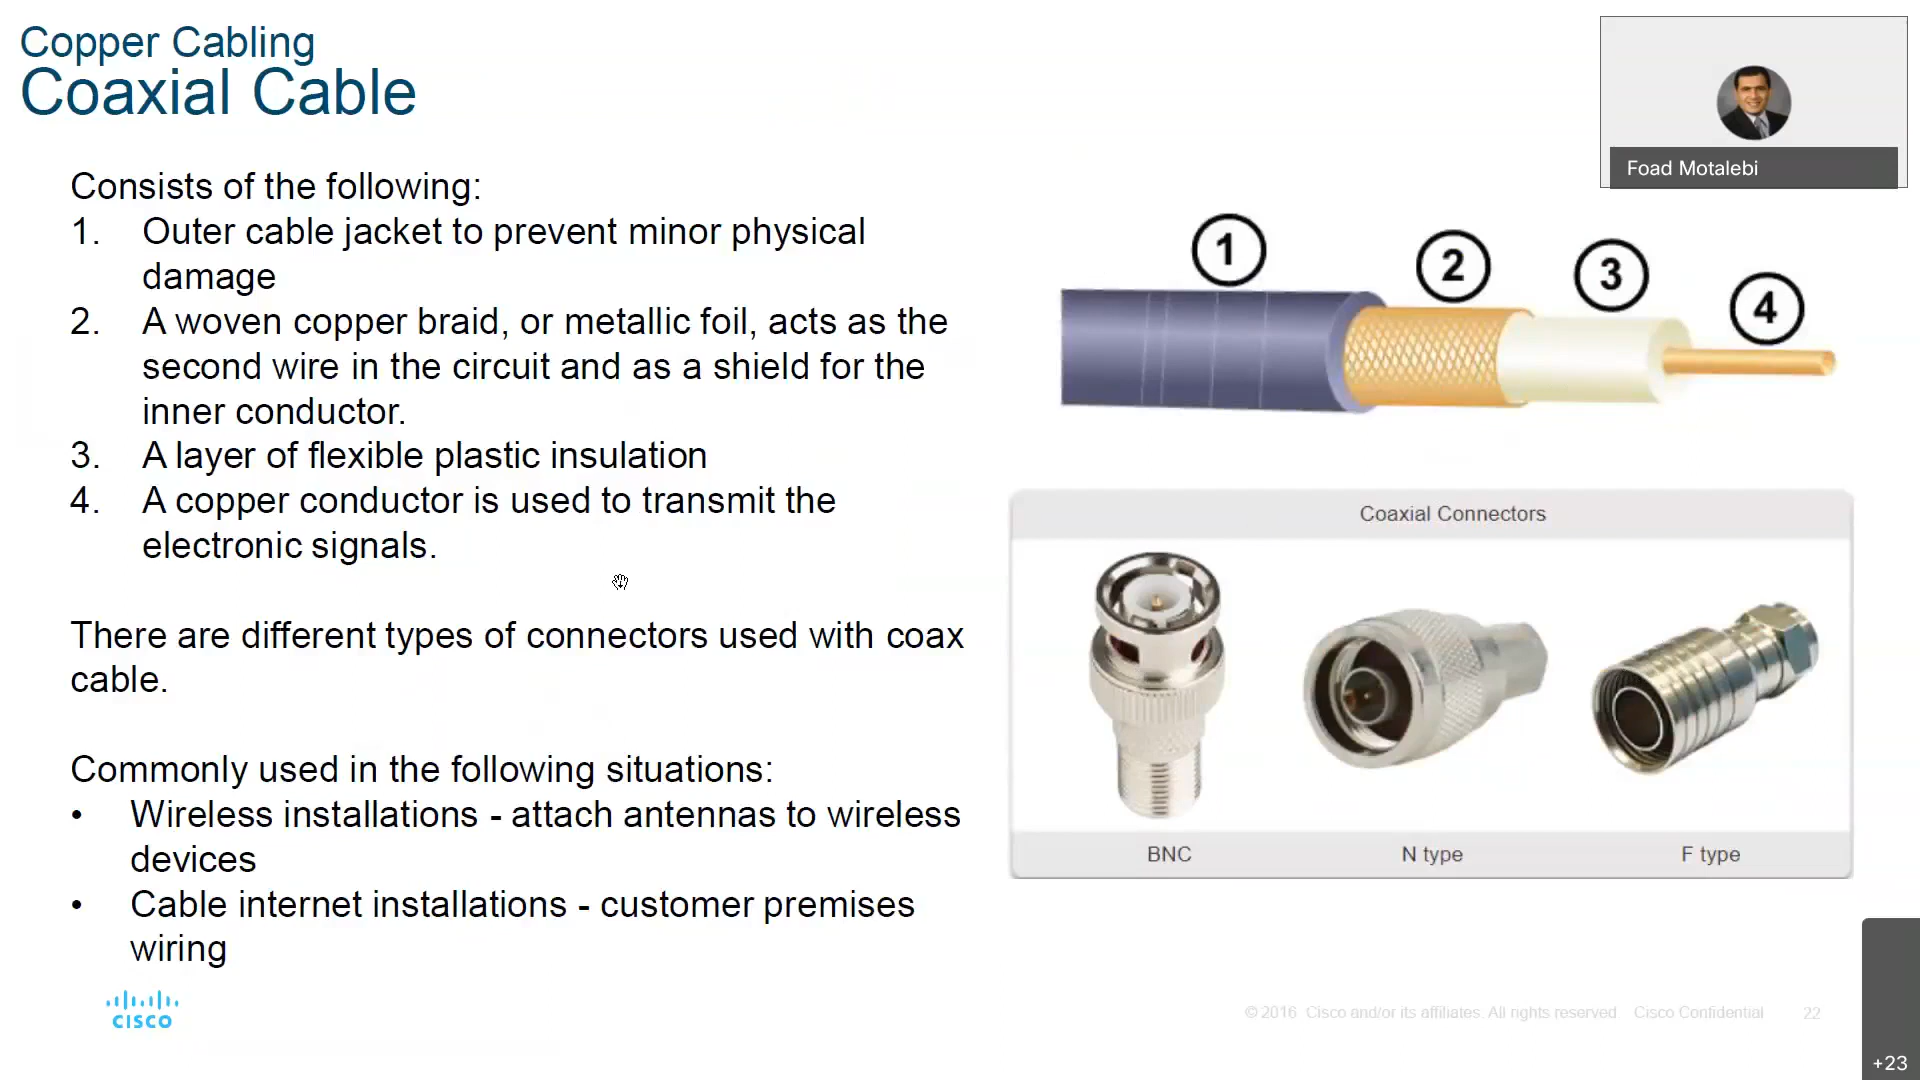 Copper Cabling
Coaxial Cable
Foad Motalebi
Consists of the following:
1. Outer cable jacket to prevent minor physical
damage
2. A woven copper braid, or metallic foil, acts as the
second wire in the circuit and as a shield for the
inner conductor.
3. A layer of flexible plastic insulation
4. A copper conductor is used to transmit the
electronic signals.
There are different types of connectors used with coax
cable.
Commonly used in the following situations:
• Wireless installations - attach antennas to wireless
devices
• Cable internet installations - customer premises
wiring
1
2
3
4
Coaxial Connectors
BNC
N type
F type
CISCO
© 2016 Cisco and/or its affiliates. All rights reserved. Cisco Confidential
22
+23